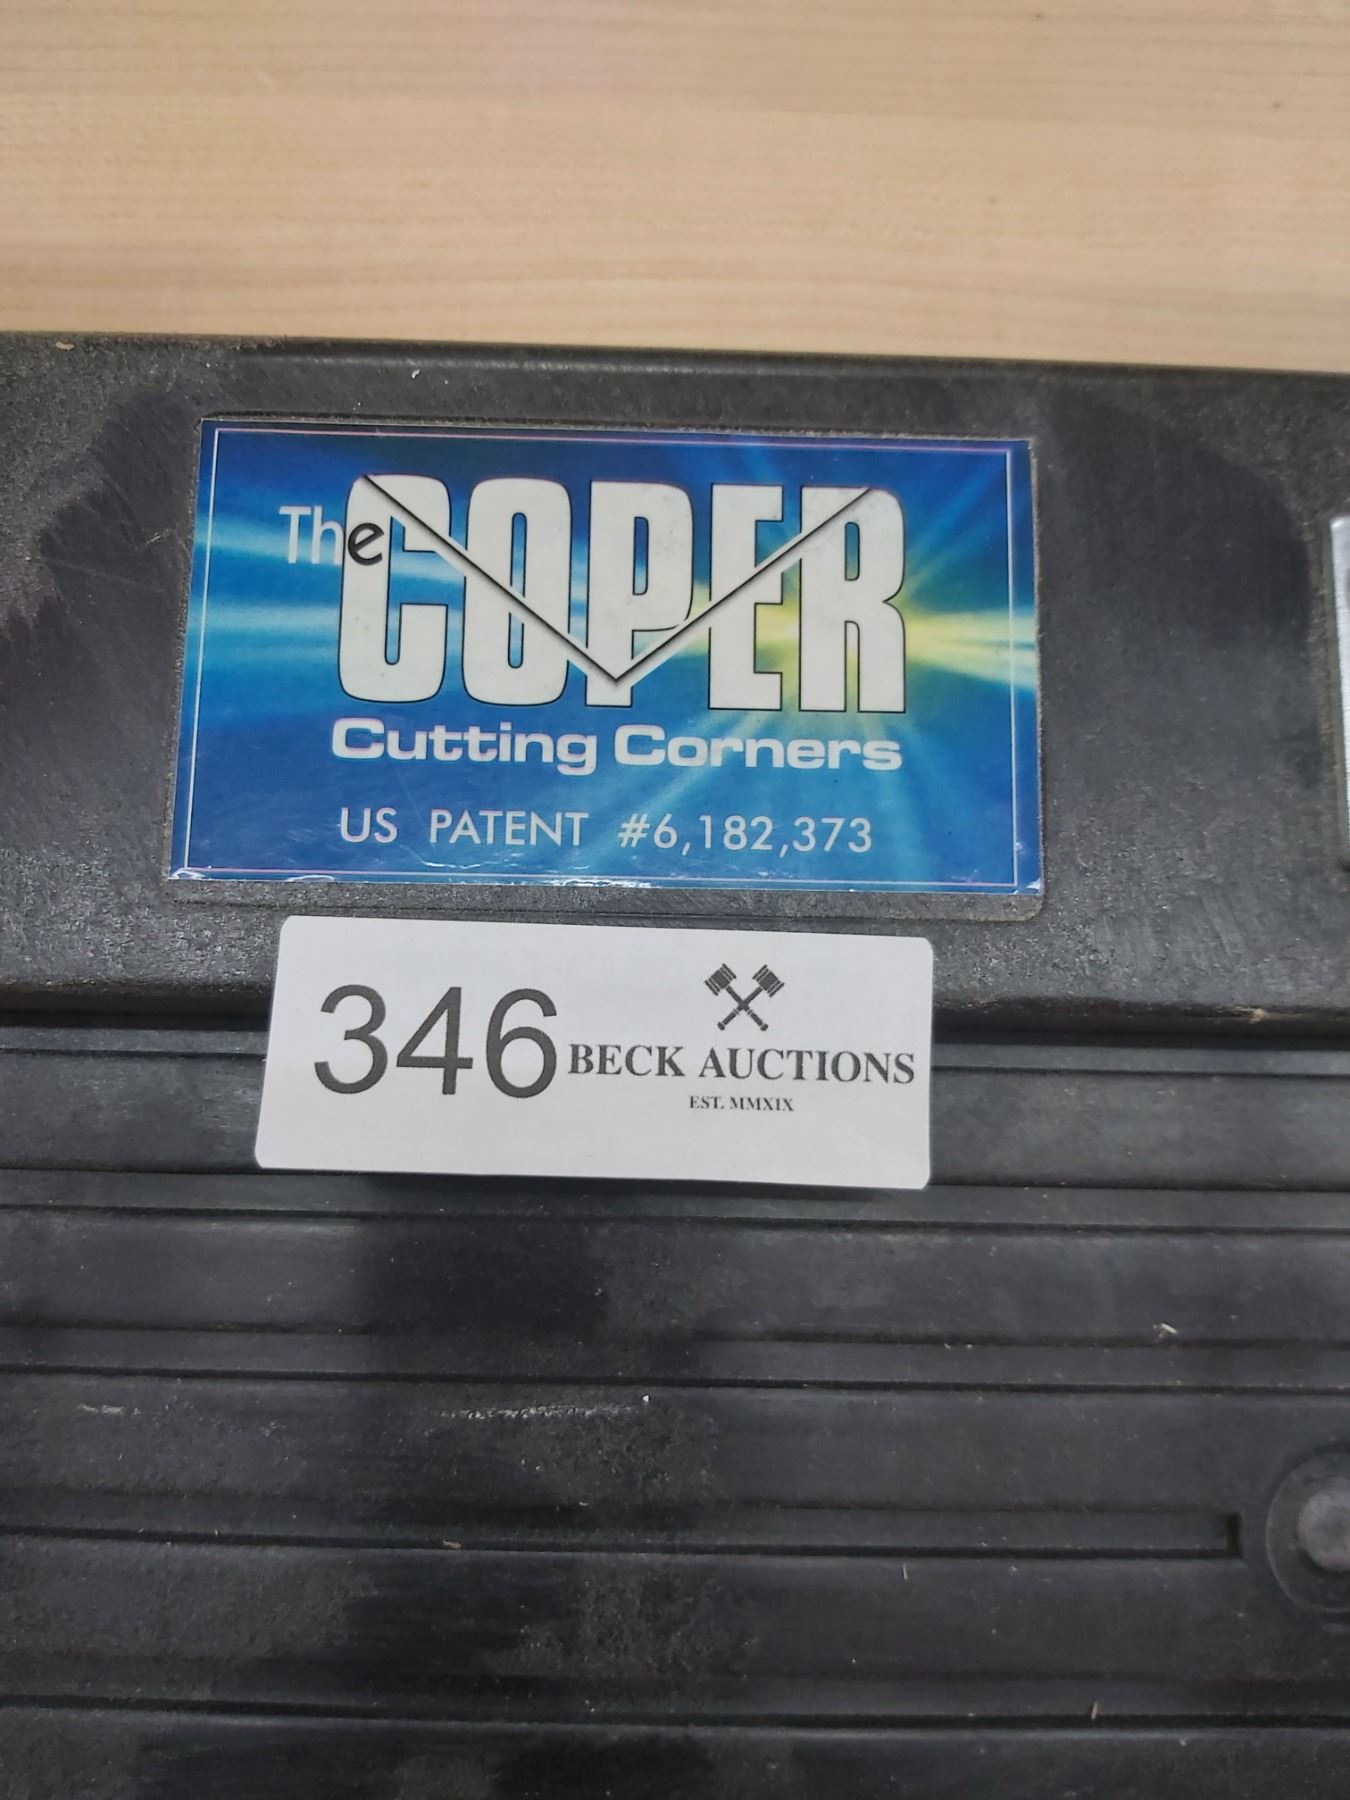 The COPER
Cutting Corners
US PATENT #6,182,373
346 BECK AUCTIONS
EST. MMXIX